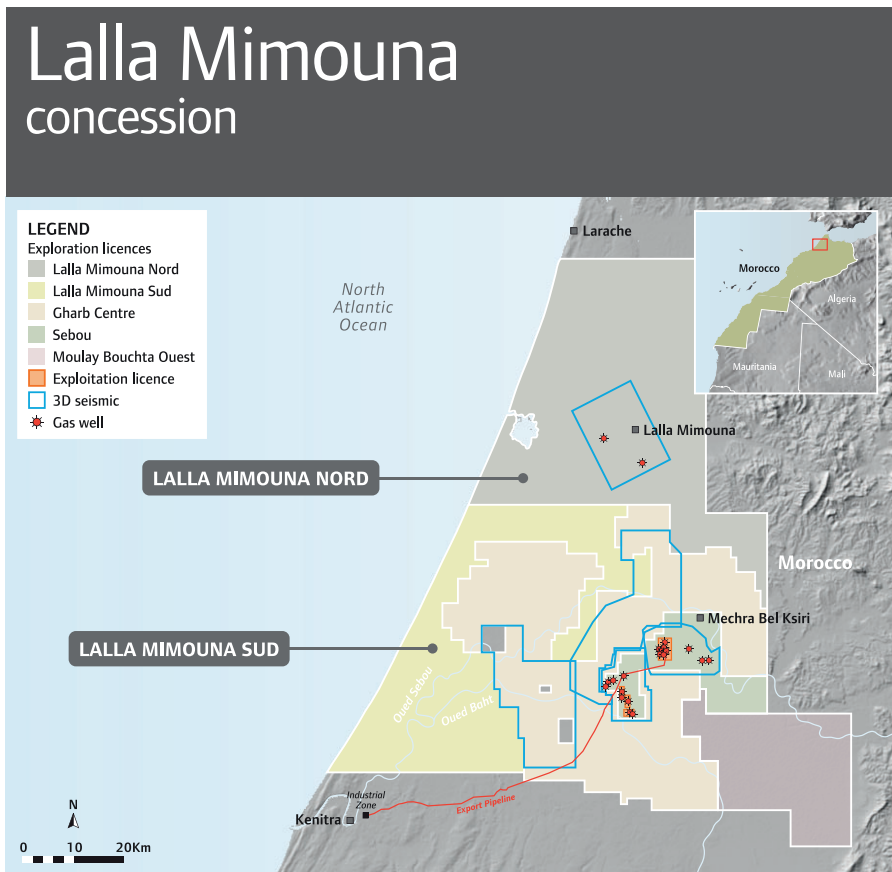 Lalla Mimouna
concession
LEGEND
Exploration licences
Lalla Mimouna Nord
Lalla Mimouna Sud
Gharb Centre
Sebou
Moulay Bouchta Ouest
Exploitation licence
3D seismic
Gas well
Larache
North
Atlantic
Ocean
Morocco
Algeria
Mauritania
Mali
Lalla Mimouna
LALLA MIMOUNA NORD
Morocco
Mechra Bel Ksiri
LALLA MIMOUNA SUD
Oued Sebou
Oued Baht
Industrial
Zone
Export Pipeline
Kenitra
N
0 10 20Km